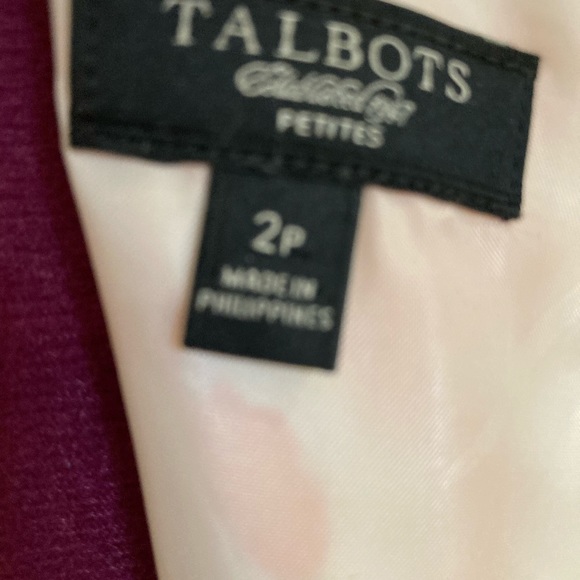 TALBOTS
PETITES
2P
MADE IN
PHILIPPINES